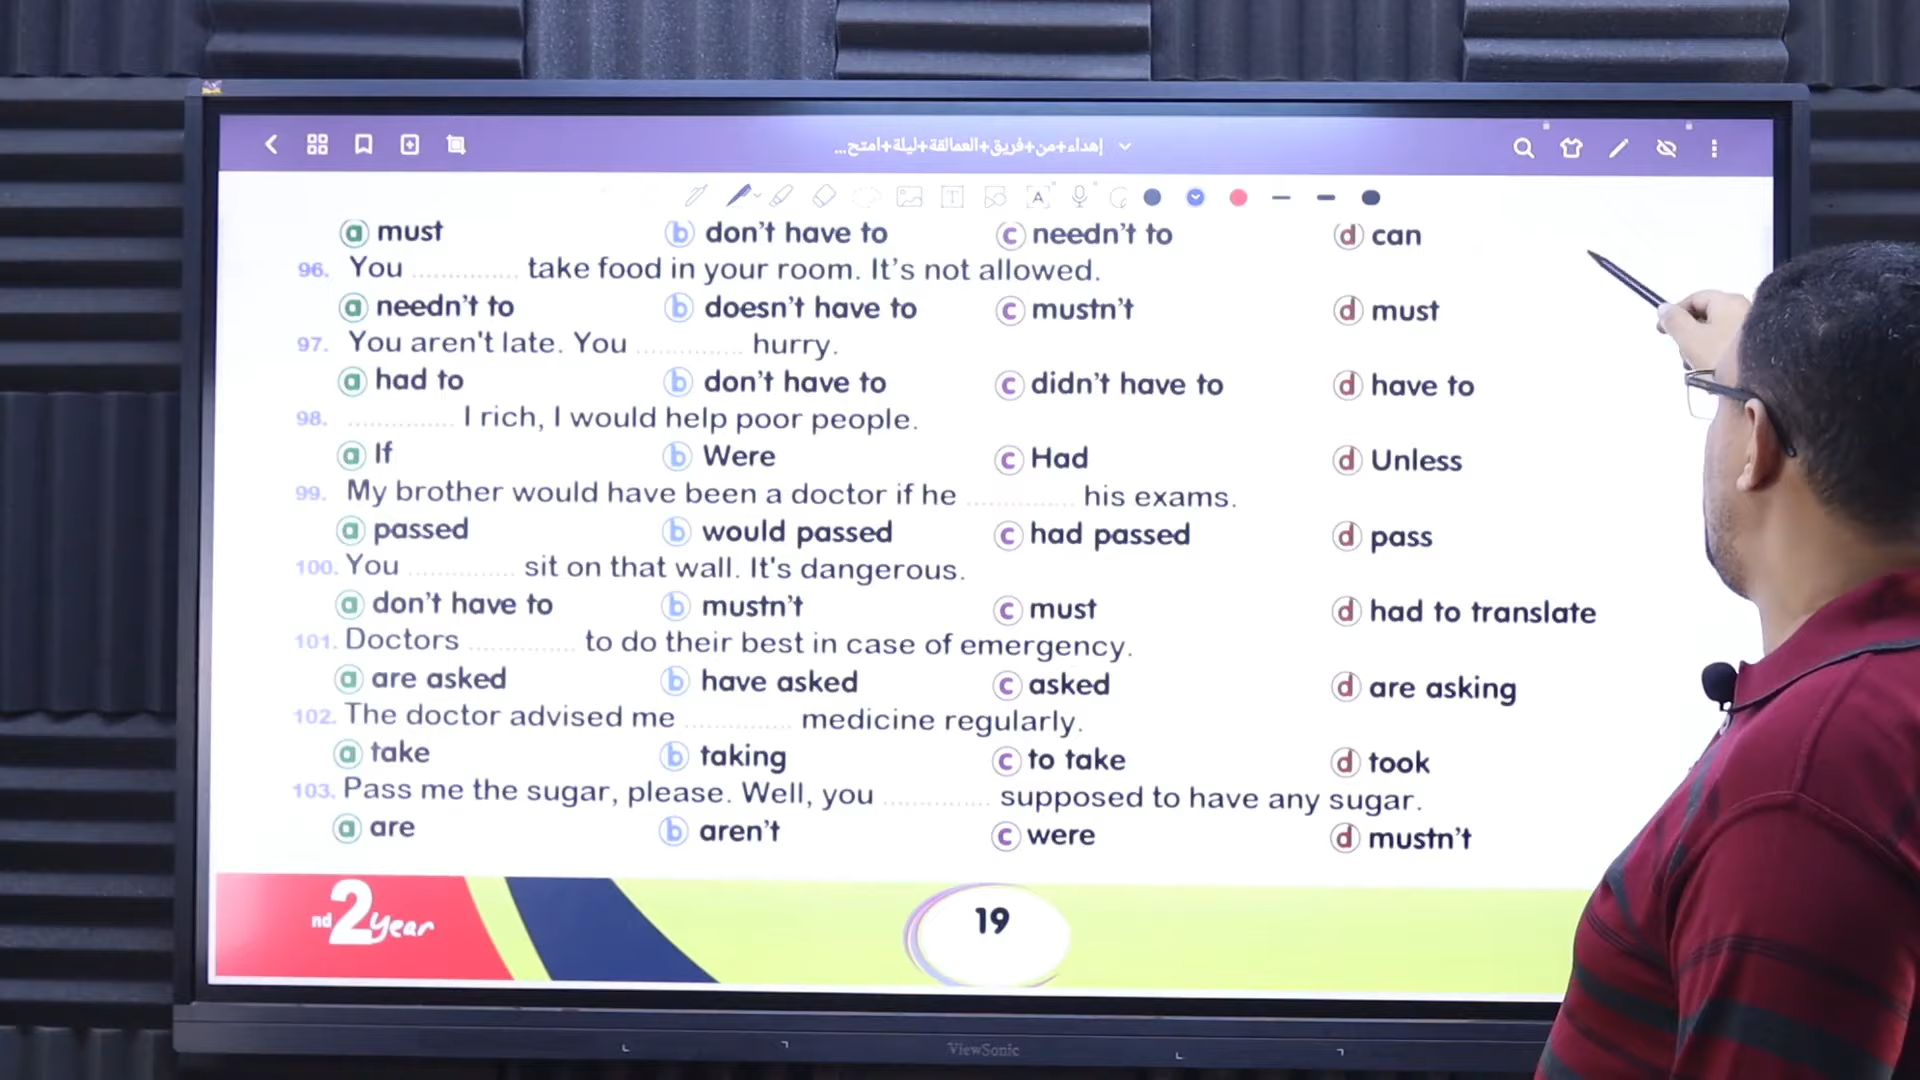 إهداء+من+فريق+العمالقة+ليلة+امتح...
a must b don't have to c needn't to d can
96. You .............. take food in your room. It's not allowed.
a needn't to b doesn't have to c mustn't d must
97. You aren't late. You .............. hurry.
a had to b don't have to c didn't have to d have to
98. .............. I rich, I would help poor people.
a If b Were c Had d Unless
99. My brother would have been a doctor if he .............. his exams.
a passed b would passed c had passed d pass
100. You .............. sit on that wall. It's dangerous.
a don't have to b mustn't c must d had to translate
101. Doctors .............. to do their best in case of emergency.
a are asked b have asked c asked d are asking
102. The doctor advised me .............. medicine regularly.
a take b taking c to take d took
103. Pass me the sugar, please. Well, you .............. supposed to have any sugar.
a are b aren't c were d mustn't
2nd year
19
ViewSonic